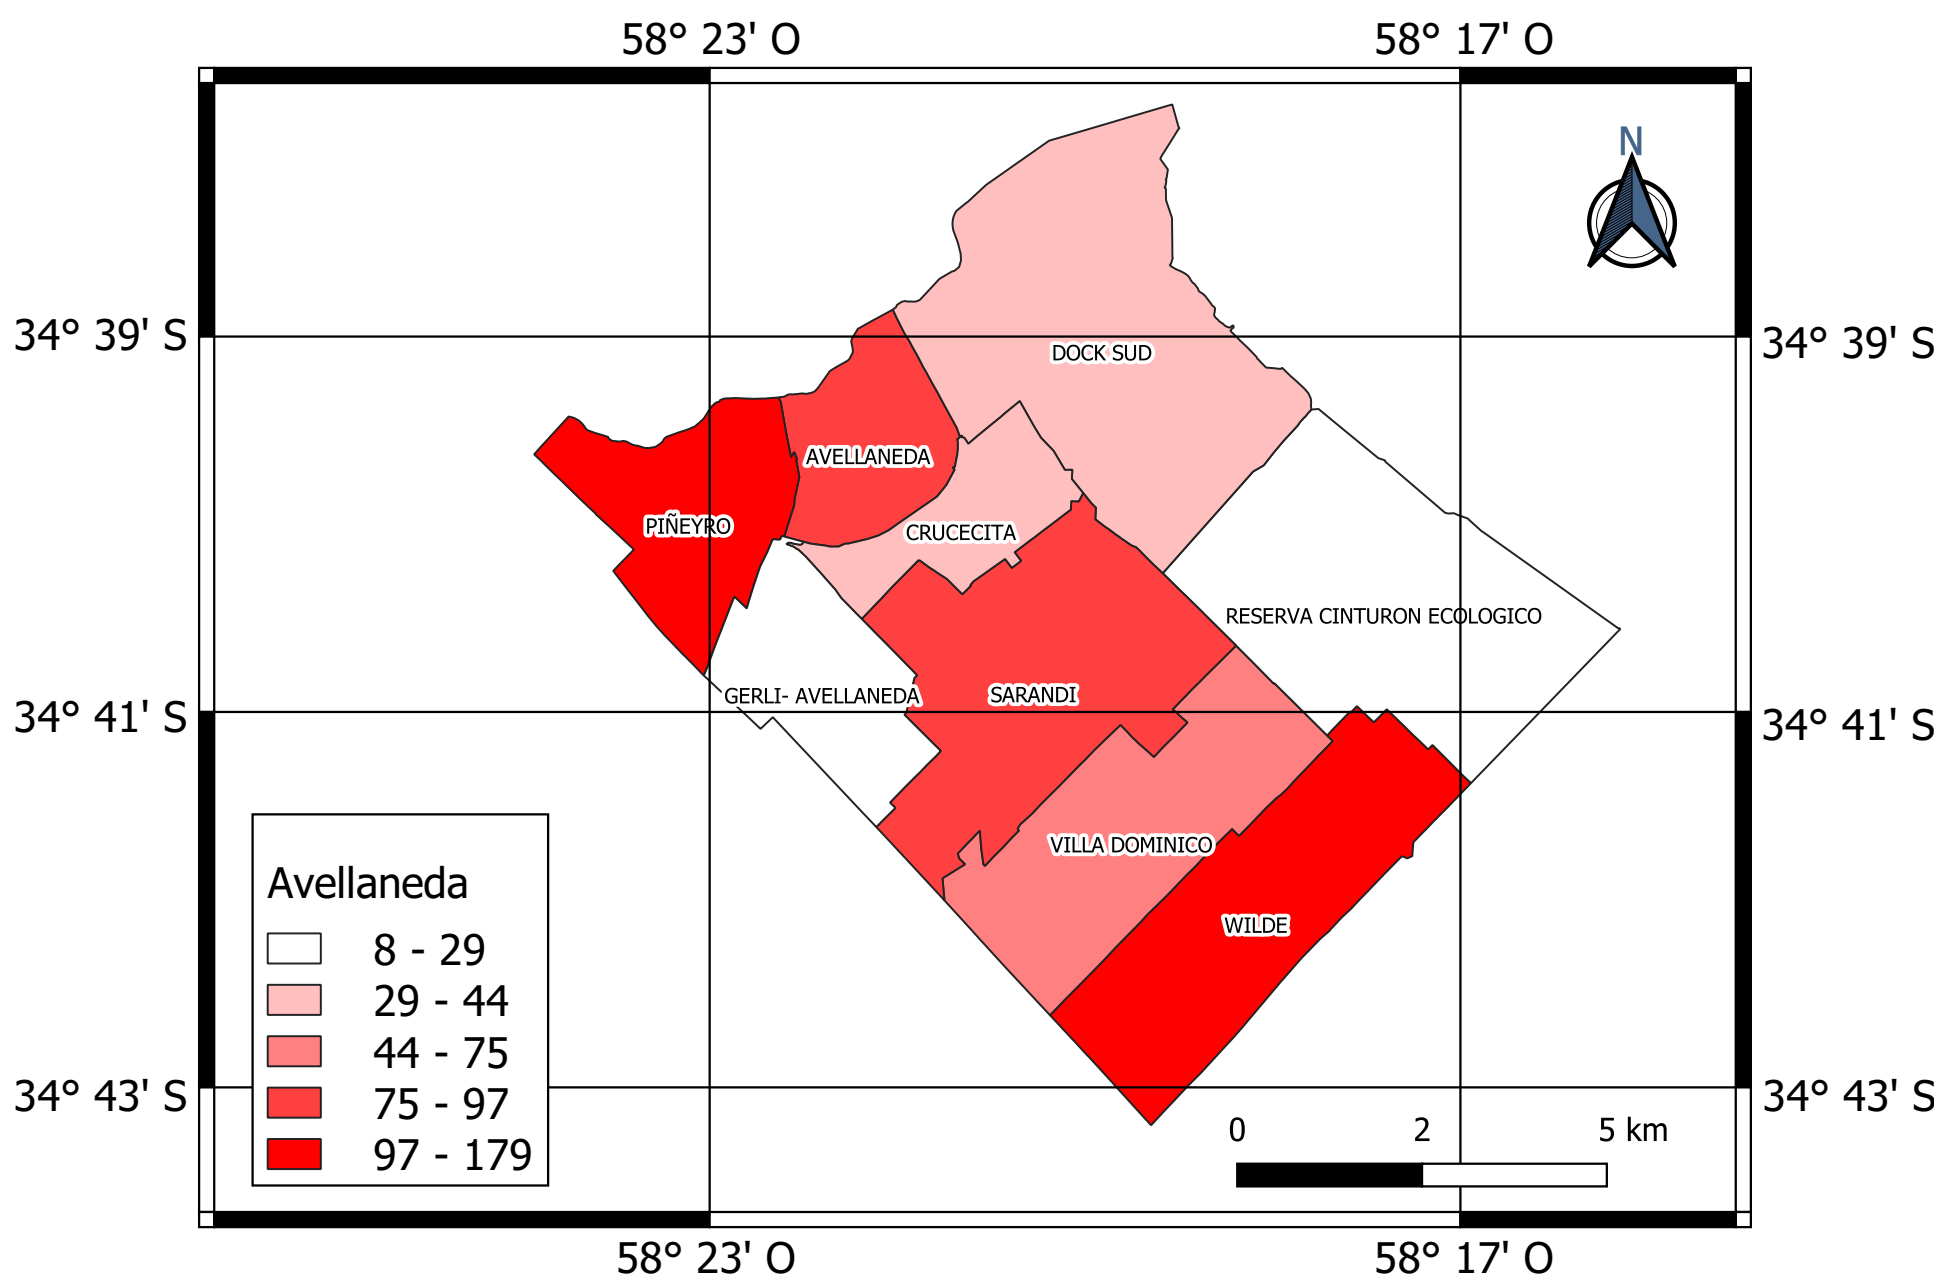 58° 23' O
58° 17' O
N
34° 39' S
34° 39' S
DOCK SUD
AVELLANEDA
PIÑEYRO
CRUCECITA
RESERVA CINTURON ECOLOGICO
GERLI- AVELLANEDA
SARANDI
34° 41' S
34° 41' S
VILLA DOMINICO
WILDE
Avellaneda
8 - 29
29 - 44
44 - 75
75 - 97
97 - 179
34° 43' S
34° 43' S
0 2 5 km
58° 23' O
58° 17' O